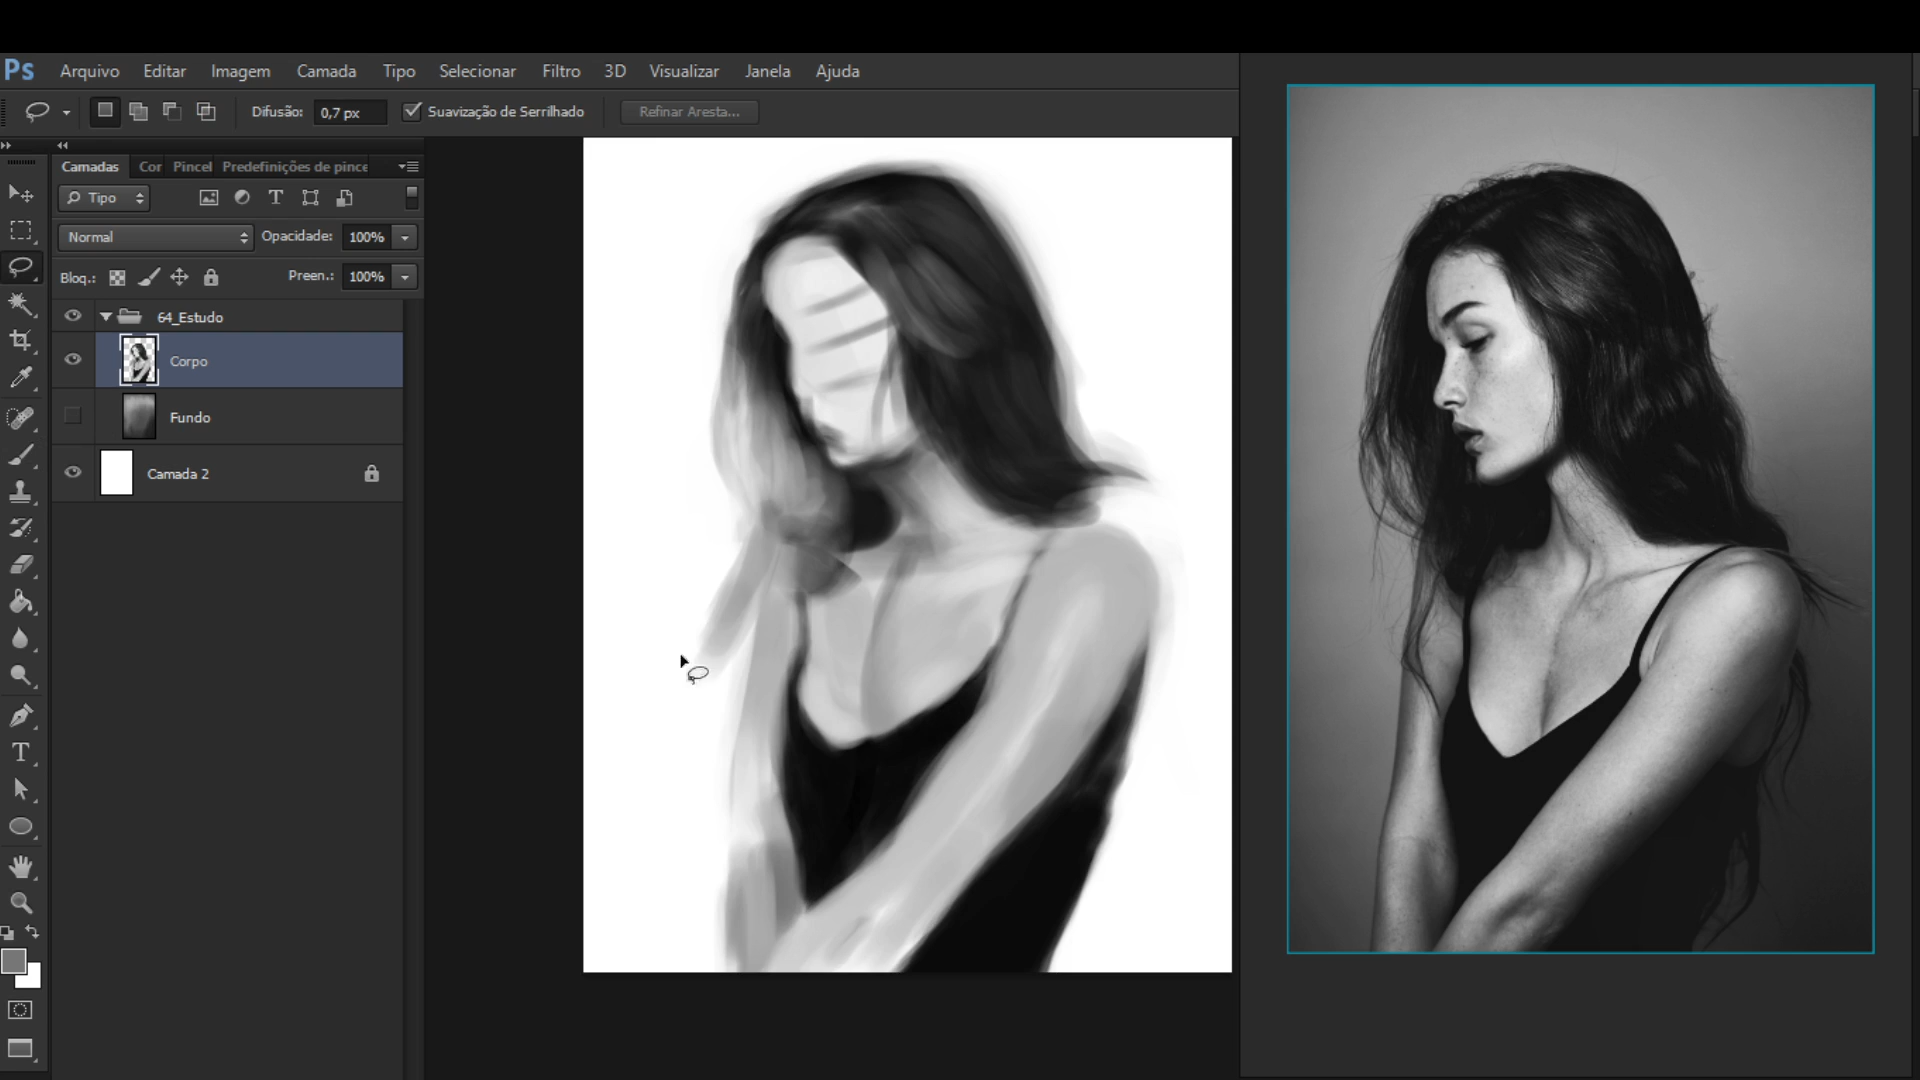 Ps Arquivo Editar Imagem Camada Tipo Selecionar Filtro 3D Visualizar Janela Ajuda
Difusão: 0,7 px Suavização de Serrilhado Refinar Aresta...
Camadas Cor Pincel Predefinições de pince
Tipo
Normal Opacidade: 100%
Bloq.: Preen.: 100%
64_Estudo
Corpo
Fundo
Camada 2